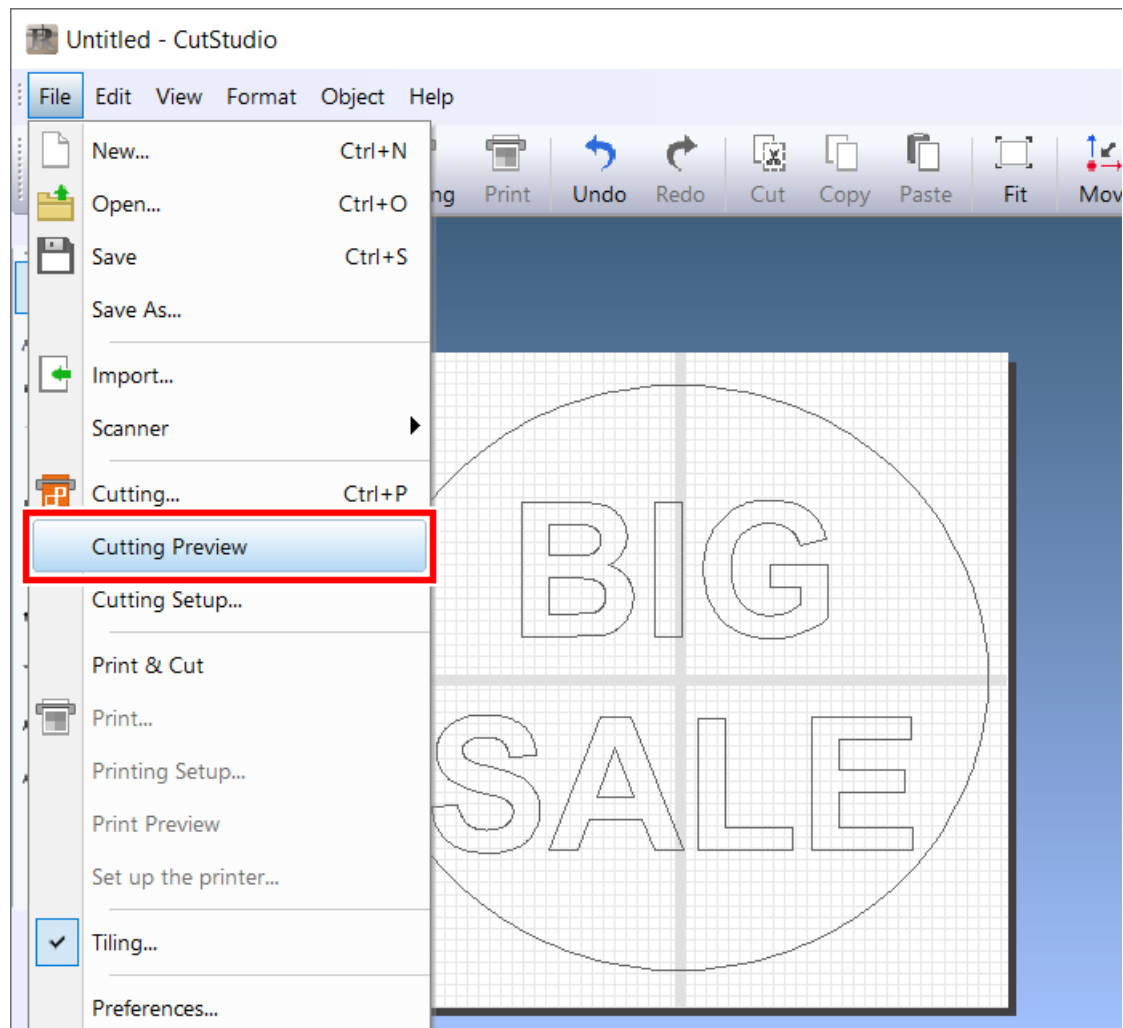 Untitled - CutStudio
File Edit View Format Object Help
New... Ctrl+N
Open... Ctrl+O
Save Ctrl+S
Save As...
Import...
Scanner
Cutting... Ctrl+P
Cutting Preview
Cutting Setup...
Print & Cut
Print...
Printing Setup...
Print Preview
Set up the printer...
Tiling...
Preferences...
ng Print Undo Redo Cut Copy Paste Fit Mov
BIG
SALE